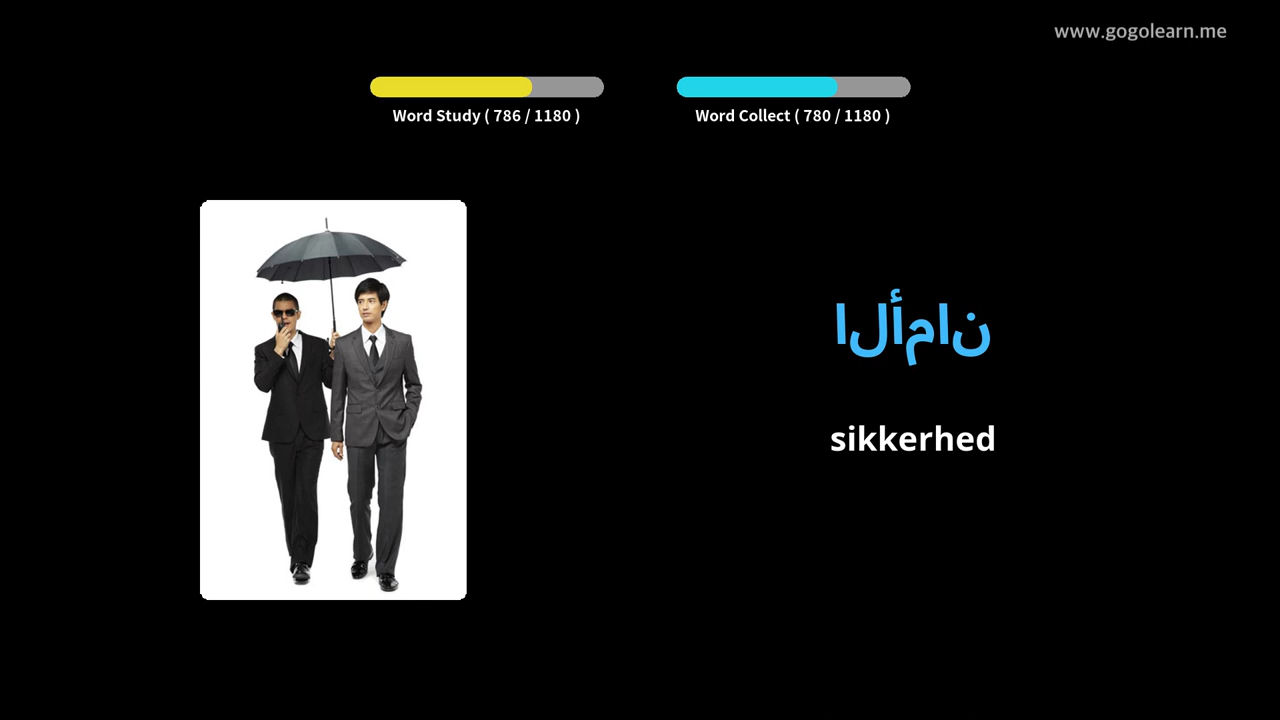 www.gogolearn.me
Word Study ( 786 / 1180 )
Word Collect ( 780 / 1180 )
الأمان
sikkerhed